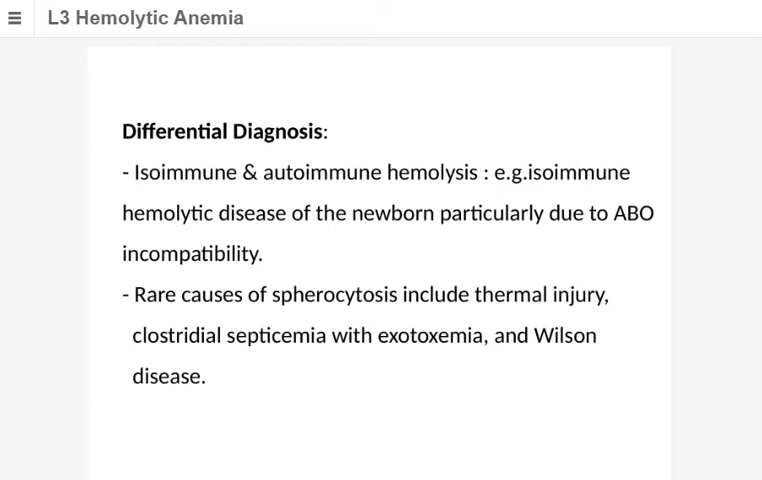 L3 Hemolytic Anemia
Differential Diagnosis:
- Isoimmune & autoimmune hemolysis : e.g.isoimmune
hemolytic disease of the newborn particularly due to ABO
incompatibility.
- Rare causes of spherocytosis include thermal injury,
clostridial septicemia with exotoxemia, and Wilson
disease.